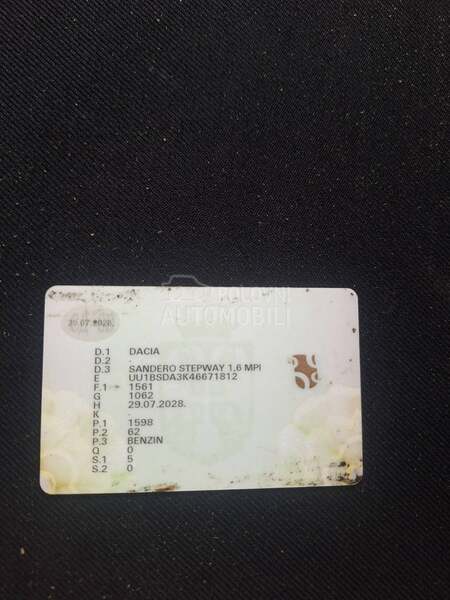 POLOVNI
AUTOMOBILI
29.07.2028.
D.1 DACIA
D.2 -
D.3 SANDERO STEPWAY 1,6 MPI
E UU1BSDA3K46671812
F.1 1561
G 1062
H 29.07.2028.
K -
P.1 1598
P.2 62
P.3 BENZIN
Q 0
S.1 5
S.2 0